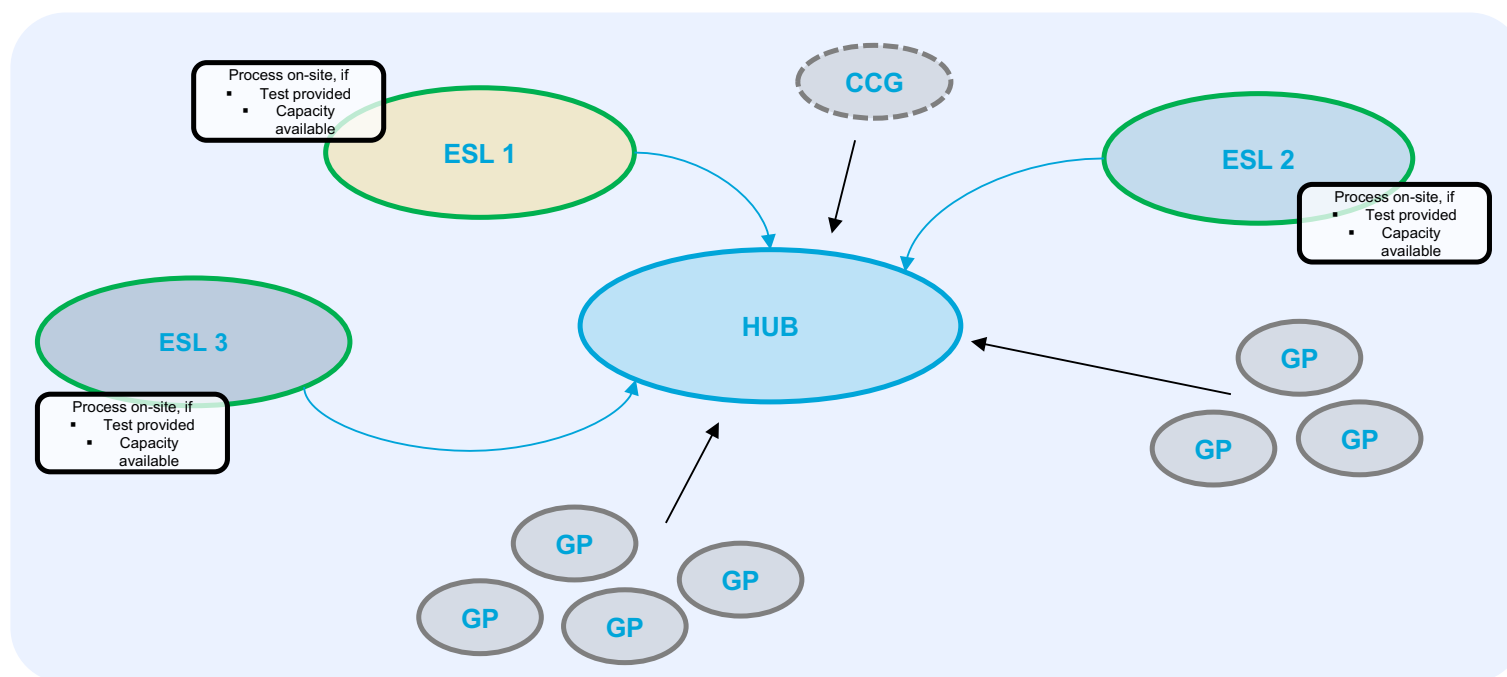 CCG
Process on-site, if
▪ Test provided
▪ Capacity
available
ESL 1
ESL 2
Process on-site, if
▪ Test provided
▪ Capacity
available
HUB
ESL 3
Process on-site, if
▪ Test provided
▪ Capacity
available
GP
GP
GP
GP
GP
GP
GP